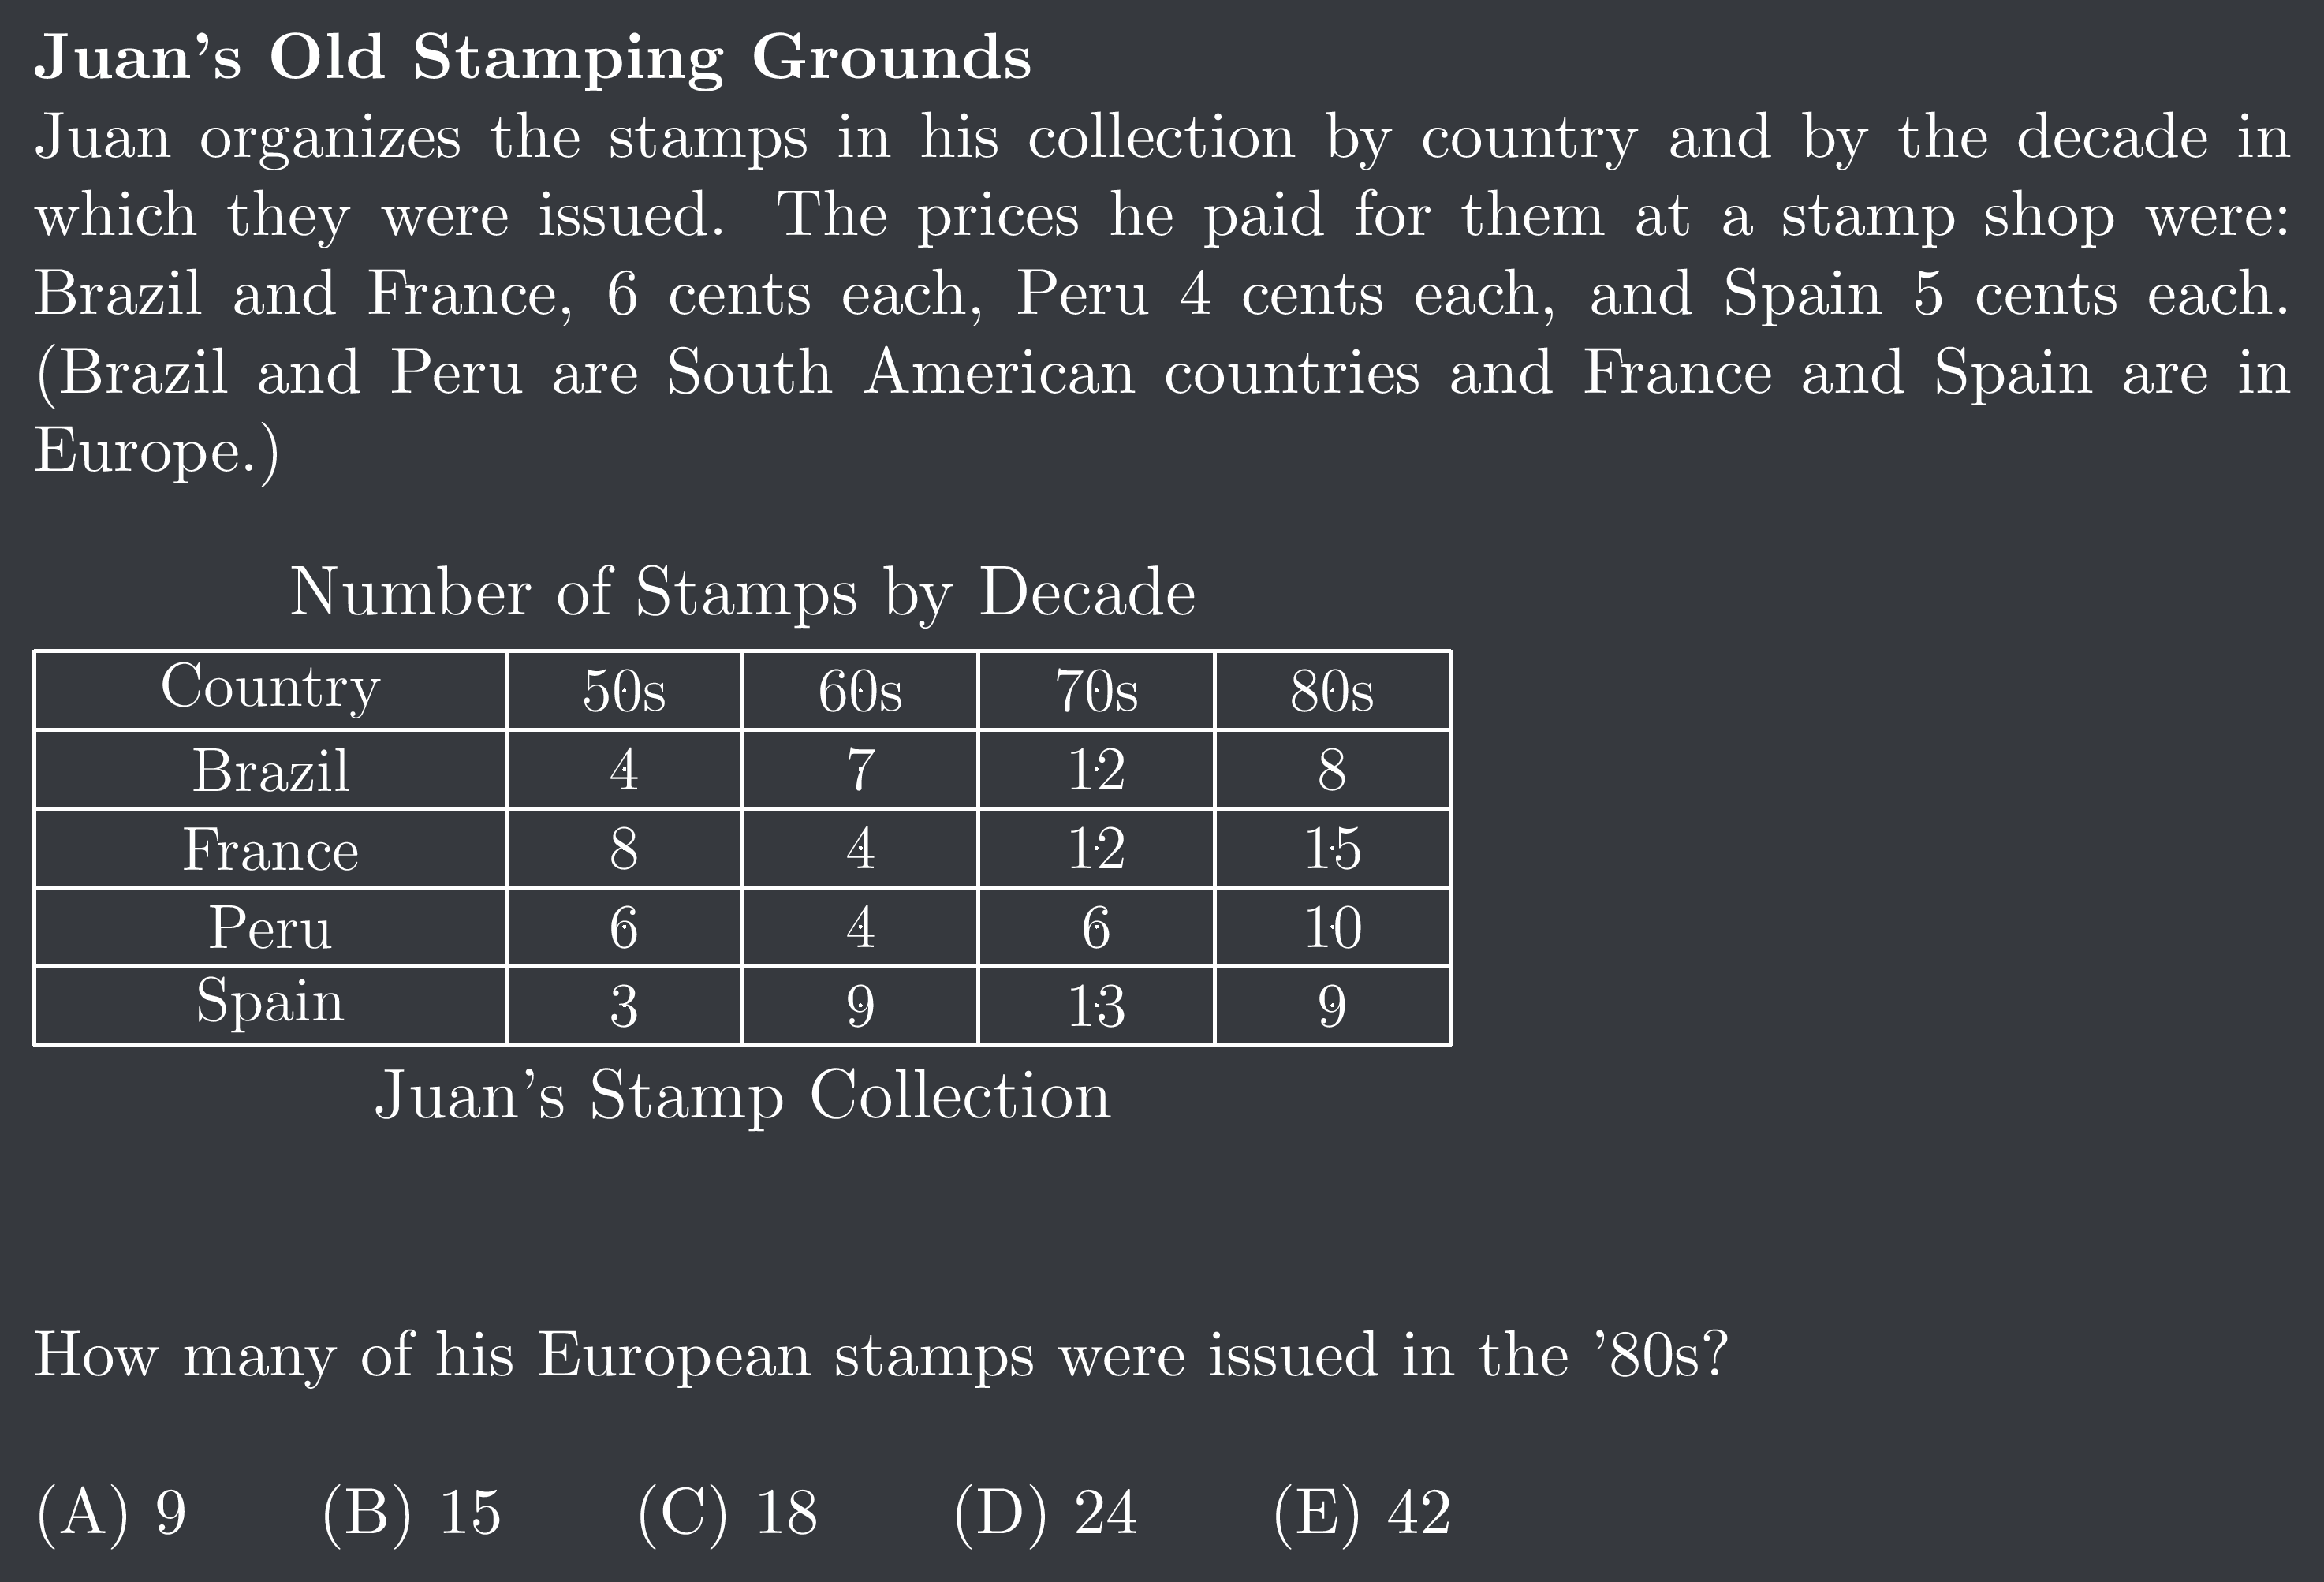 Juan's Old Stamping Grounds
Juan organizes the stamps in his collection by country and by the decade in
which they were issued. The prices he paid for them at a stamp shop were:
Brazil and France, 6 cents each, Peru 4 cents each, and Spain 5 cents each.
(Brazil and Peru are South American countries and France and Spain are in
Europe.)
Number of Stamps by Decade
Country 50s 60s 70s 80s
Brazil 4 7 12 8
France 8 4 12 15
Peru 6 4 6 10
Spain 3 9 13 9
Juan's Stamp Collection
How many of his European stamps were issued in the '80s?
(A) 9 (B) 15 (C) 18 (D) 24 (E) 42